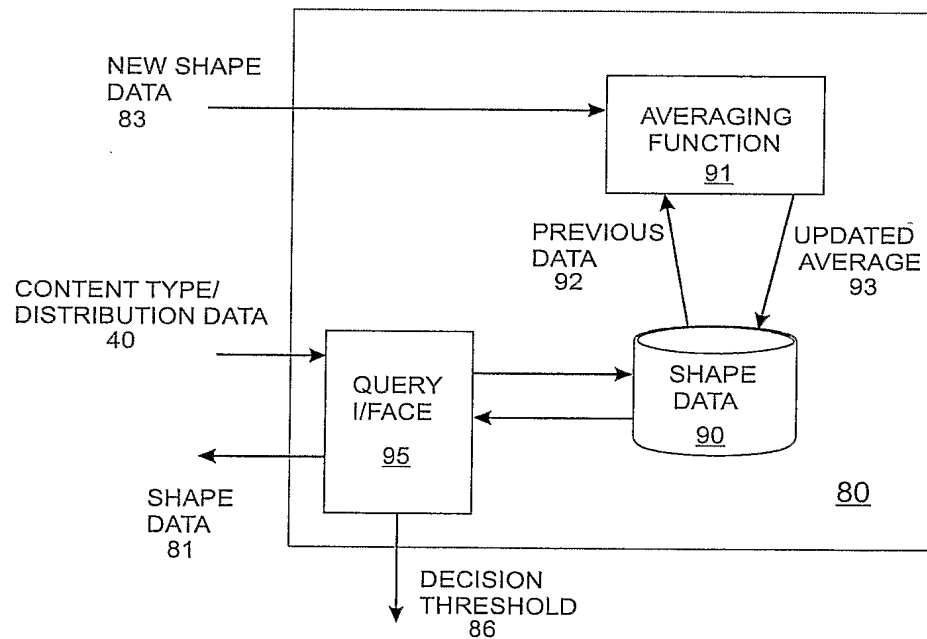 NEW SHAPE
DATA
83
AVERAGING
FUNCTION
91
PREVIOUS
DATA
92
UPDATED
AVERAGE
93
CONTENT TYPE/
DISTRIBUTION DATA
40
QUERY
I/FACE
95
SHAPE
DATA
90
SHAPE
DATA
81
80
DECISION
THRESHOLD
86